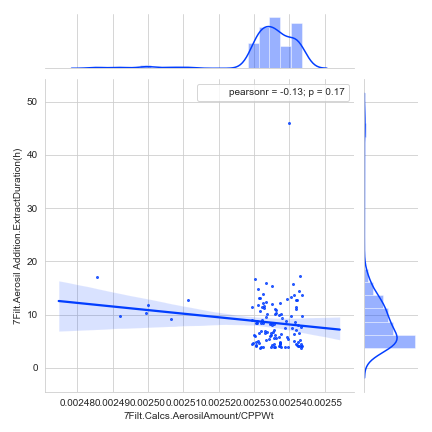 pearsonr = -0.13; p = 0.17
50
40
30
20
10
0
7Filt.Aerosil Addition.ExtractDuration(h)
0.00248 0.00249 0.00250 0.00251 0.00252 0.00253 0.00254 0.00255
7Filt.Calcs.AerosilAmount/CPPWt